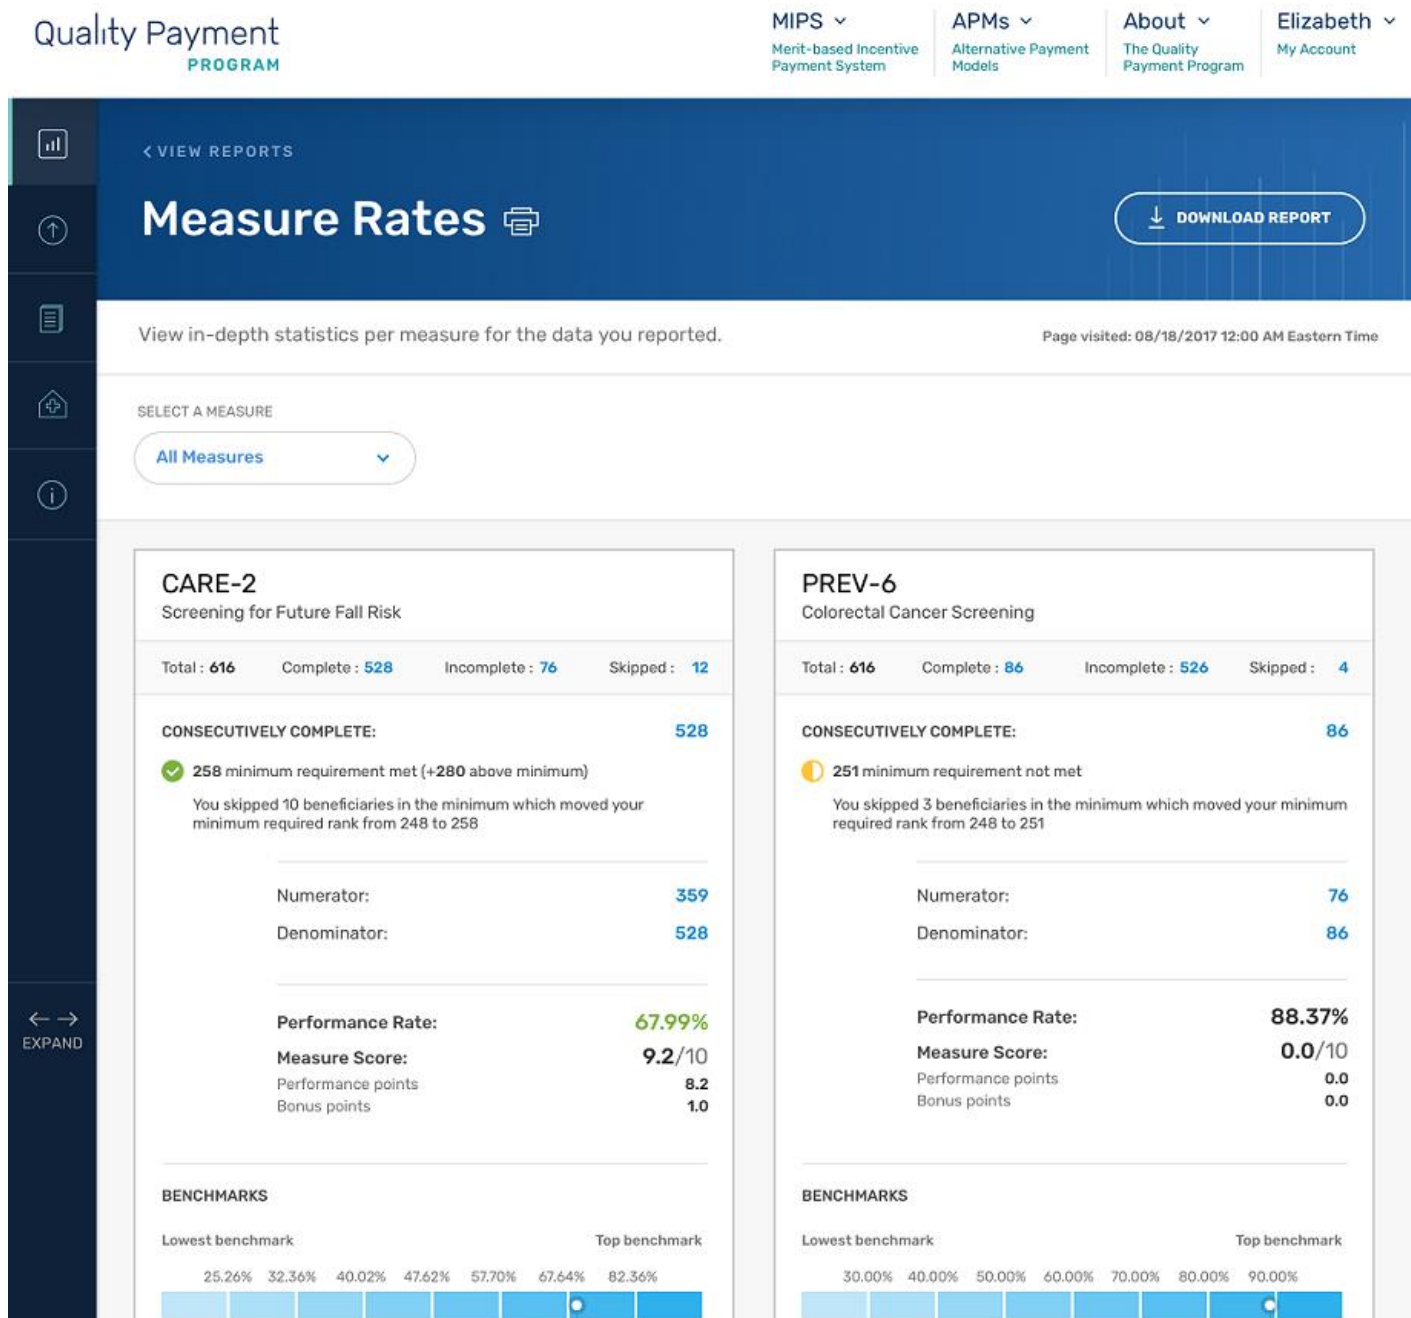 Quality Payment
PROGRAM
MIPS
Merit-based Incentive
Payment System
APMs
Alternative Payment
Models
About
The Quality
Payment Program
Elizabeth
My Account
VIEW REPORTS
Measure Rates
DOWNLOAD REPORT
View in-depth statistics per measure for the data you reported.
Page visited: 08/18/2017 12:00 AM Eastern Time
SELECT A MEASURE
All Measures
EXPAND
CARE-2
Screening for Future Fall Risk
Total : 616 Complete : 528 Incomplete : 76 Skipped : 12
CONSECUTIVELY COMPLETE: 528
258 minimum requirement met (+280 above minimum)
You skipped 10 beneficiaries in the minimum which moved your
minimum required rank from 248 to 258
Numerator: 359
Denominator: 528
Performance Rate: 67.99%
Measure Score: 9.2/10
Performance points 8.2
Bonus points 1.0
BENCHMARKS
Lowest benchmark Top benchmark
25.26% 32.36% 40.02% 47.62% 57.70% 67.64% 82.36%
PREV-6
Colorectal Cancer Screening
Total : 616 Complete : 86 Incomplete : 526 Skipped : 4
CONSECUTIVELY COMPLETE: 86
251 minimum requirement not met
You skipped 3 beneficiaries in the minimum which moved your minimum
required rank from 248 to 251
Numerator: 76
Denominator: 86
Performance Rate: 88.37%
Measure Score: 0.0/10
Performance points 0.0
Bonus points 0.0
BENCHMARKS
Lowest benchmark Top benchmark
30.00% 40.00% 50.00% 60.00% 70.00% 80.00% 90.00%